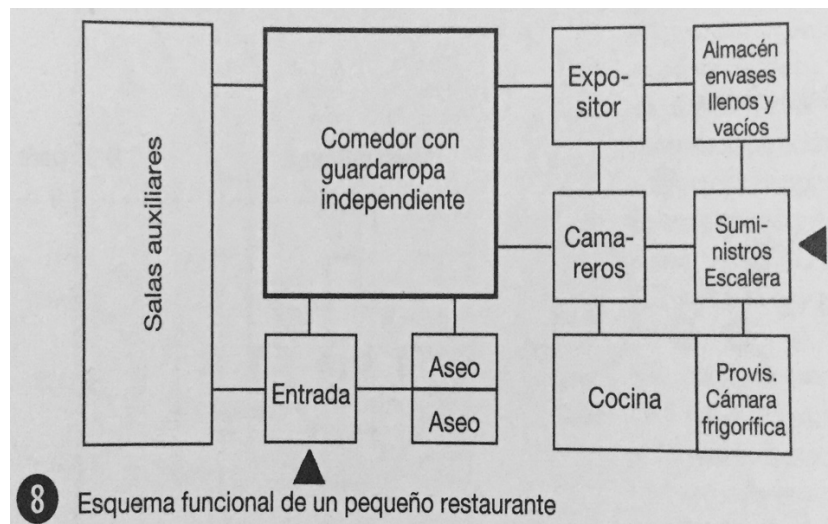 Salas auxiliares
Comedor con
guardarropa
independiente
Expo-
sitor
Almacén
envases
llenos y
vacíos
Cama-
reros
Sumi-
nistros
Escalera
Entrada
Aseo
Aseo
Cocina
Provis.
Cámara
frigorífica
8 Esquema funcional de un pequeño restaurante